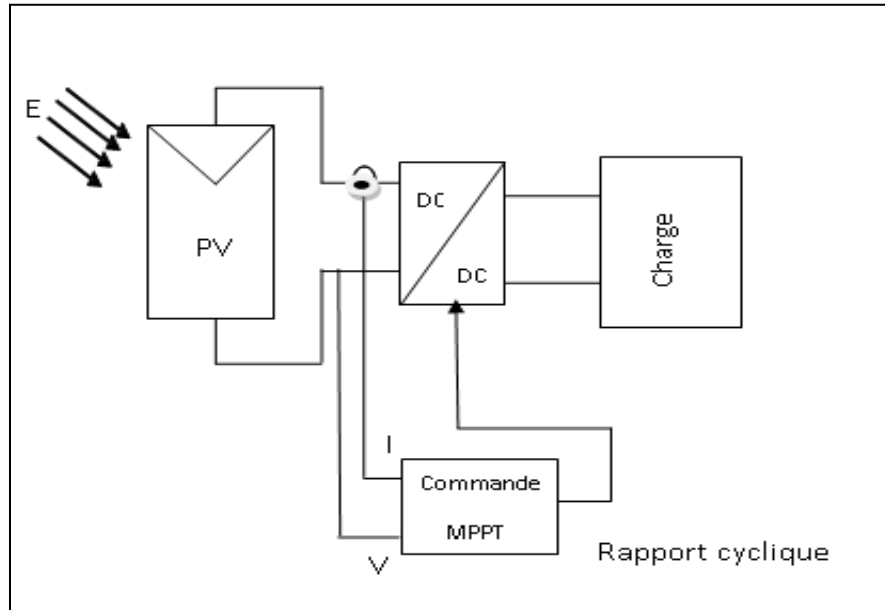 E
PV
DC
DC
Charge
I
Commande
MPPT
V
Rapport cyclique